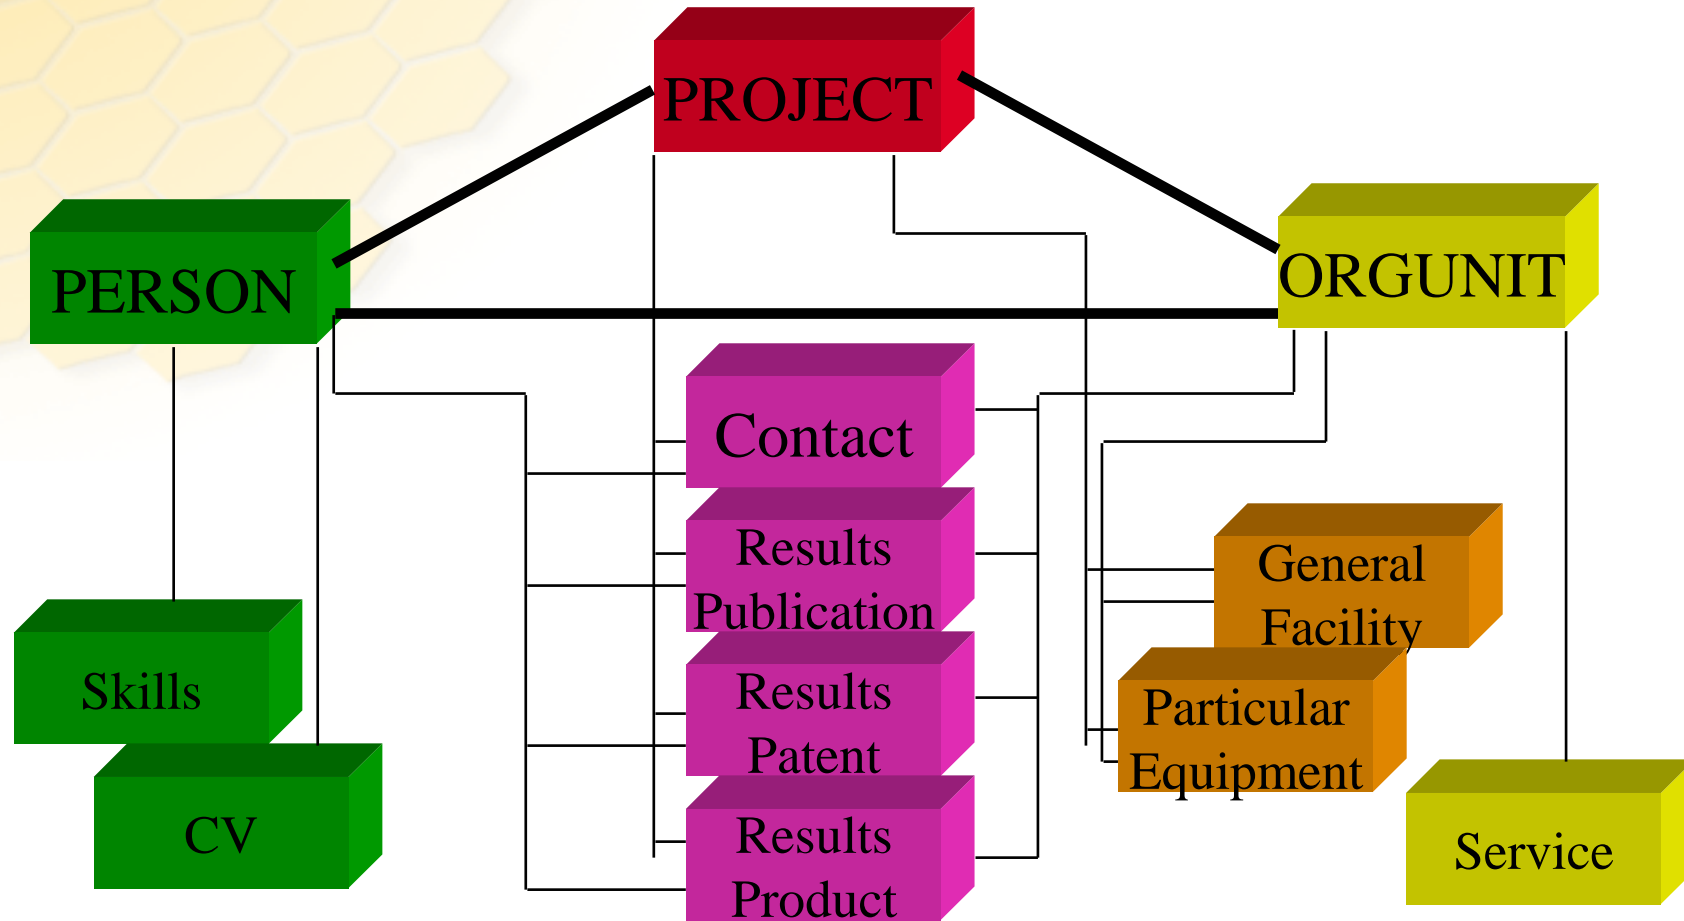 PROJECT
PERSON
ORGUNIT
Contact
Results
Publication
General
Facility
Skills
Results
Patent
Particular
Equipment
CV
Results
Product
Service